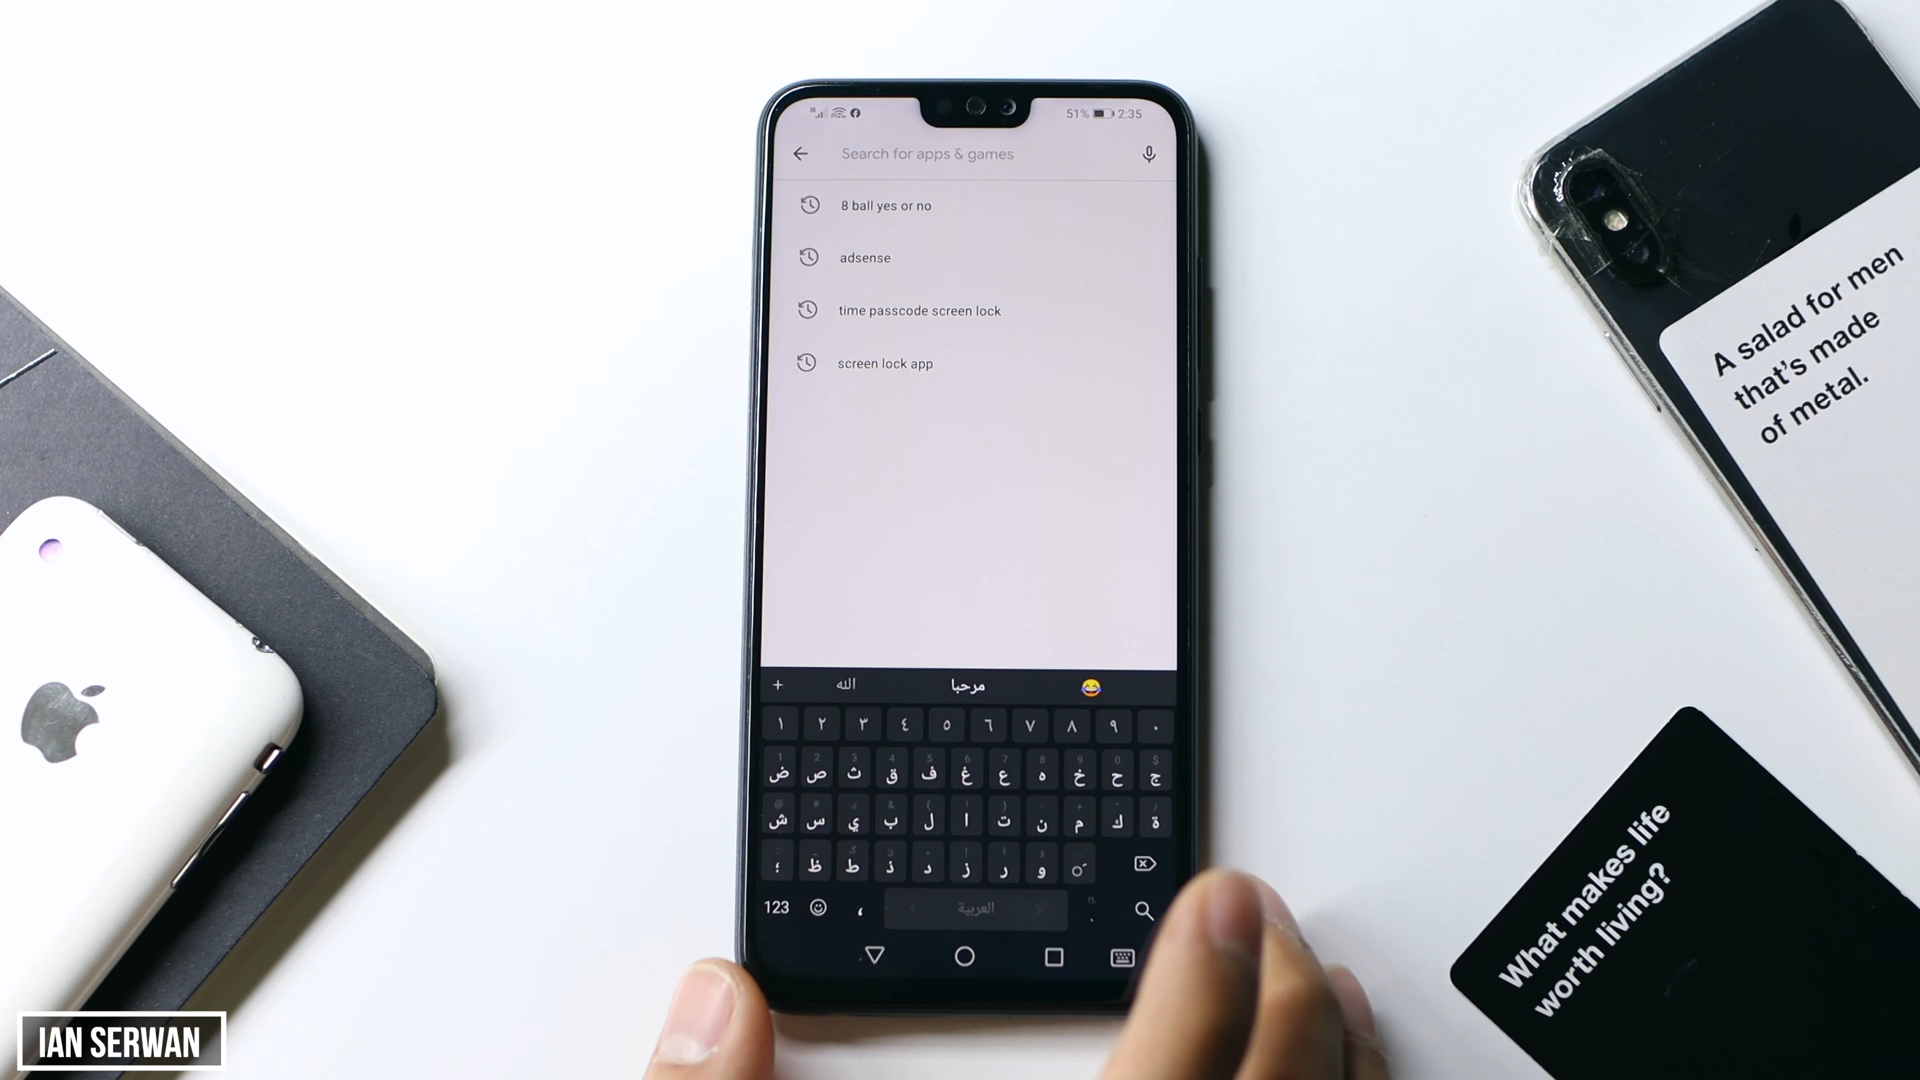 51% 2:35
Search for apps & games
8 ball yes or no
adsense
time passcode screen lock
screen lock app
+ الله مرحبا 😂
١ ٢ ٣ ٤ ٥ ٦ ٧ ٨ ٩ ٠
ض ص ث ق ف غ ع ه خ ح ج
ش س ي ب ل ا ت ن م ك ة
؛ ظ ط ذ د ز ر و
123 ، العربية .
A salad for men
that's made
of metal.
What makes life
worth living?
IAN SERWAN